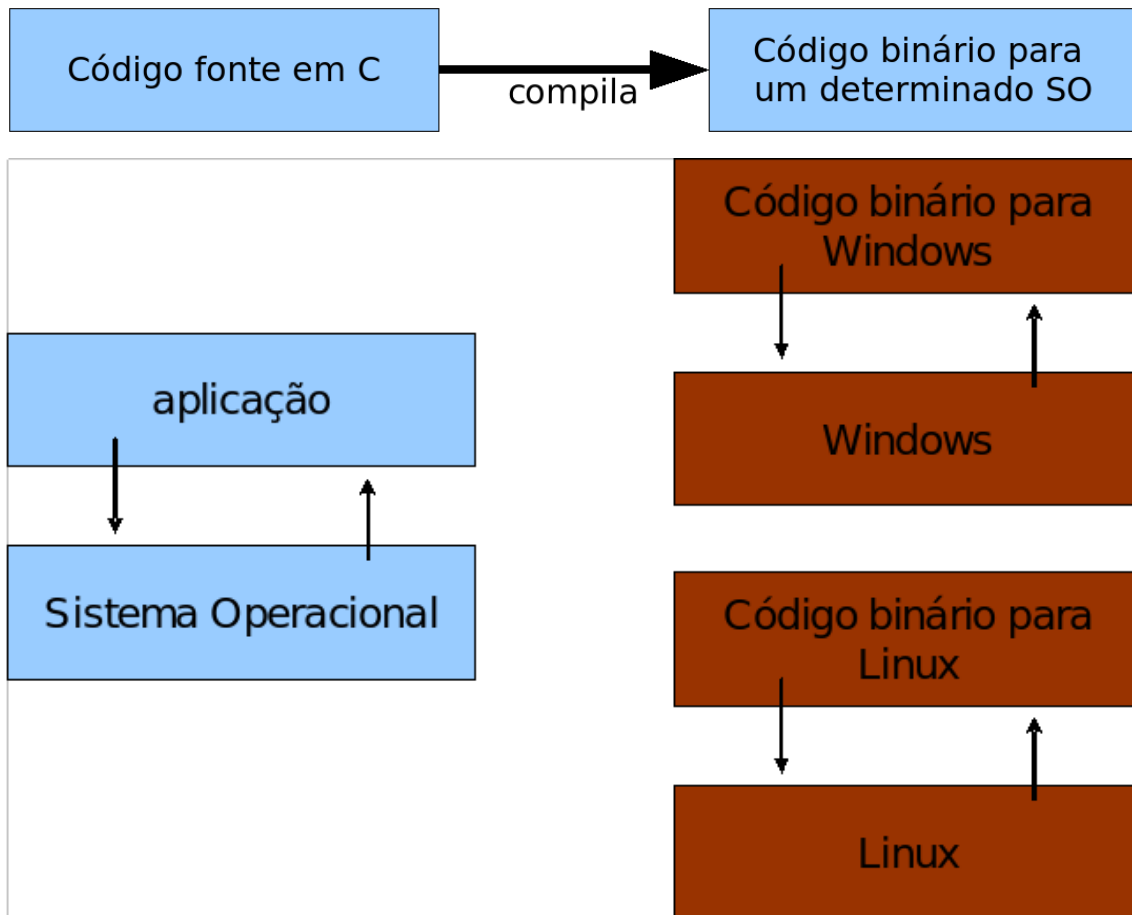 Código fonte em C
compila
Código binário para
um determinado SO
Código binário para
Windows
aplicação
Windows
Sistema Operacional
Código binário para
Linux
Linux